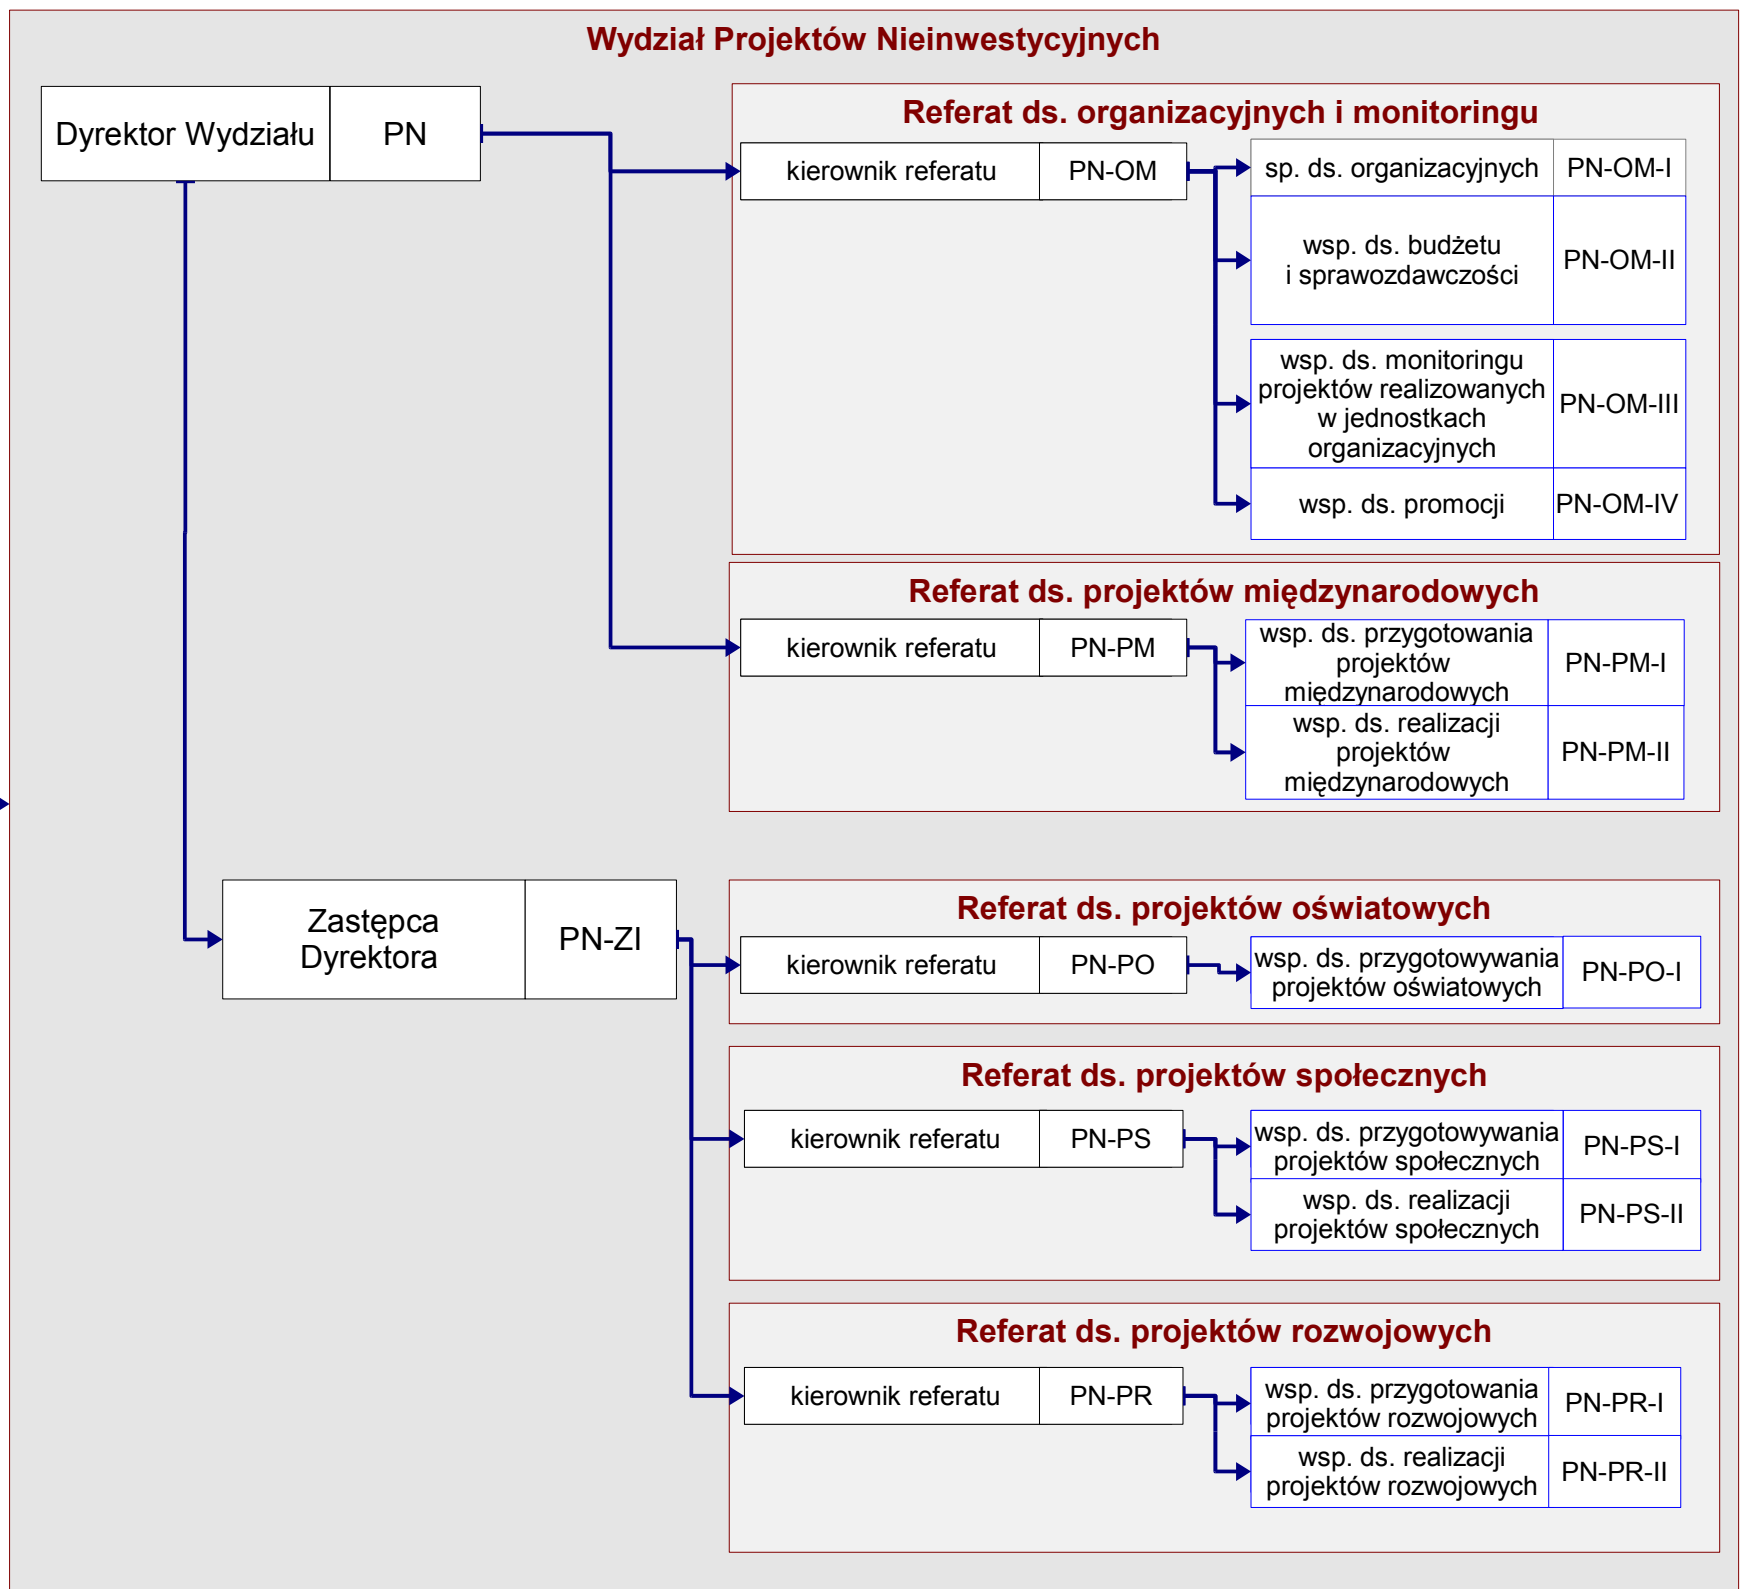 Wydział Projektów Nieinwestycyjnych
Dyrektor Wydziału
PN
Referat ds. organizacyjnych i monitoringu
kierownik referatu
PN-OM
sp. ds. organizacyjnych
PN-OM-I
wsp. ds. budżetu
i sprawozdawczości
PN-OM-II
wsp. ds. monitoringu
projektów realizowanych
w jednostkach
organizacyjnych
PN-OM-III
wsp. ds. promocji
PN-OM-IV
Referat ds. projektów międzynarodowych
kierownik referatu
PN-PM
wsp. ds. przygotowania
projektów
międzynarodowych
PN-PM-I
wsp. ds. realizacji
projektów
międzynarodowych
PN-PM-II
Zastępca
Dyrektora
PN-ZI
Referat ds. projektów oświatowych
kierownik referatu
PN-PO
wsp. ds. przygotowywania
projektów oświatowych
PN-PO-I
Referat ds. projektów społecznych
kierownik referatu
PN-PS
wsp. ds. przygotowywania
projektów społecznych
PN-PS-I
wsp. ds. realizacji
projektów społecznych
PN-PS-II
Referat ds. projektów rozwojowych
kierownik referatu
PN-PR
wsp. ds. przygotowania
projektów rozwojowych
PN-PR-I
wsp. ds. realizacji
projektów rozwojowych
PN-PR-II